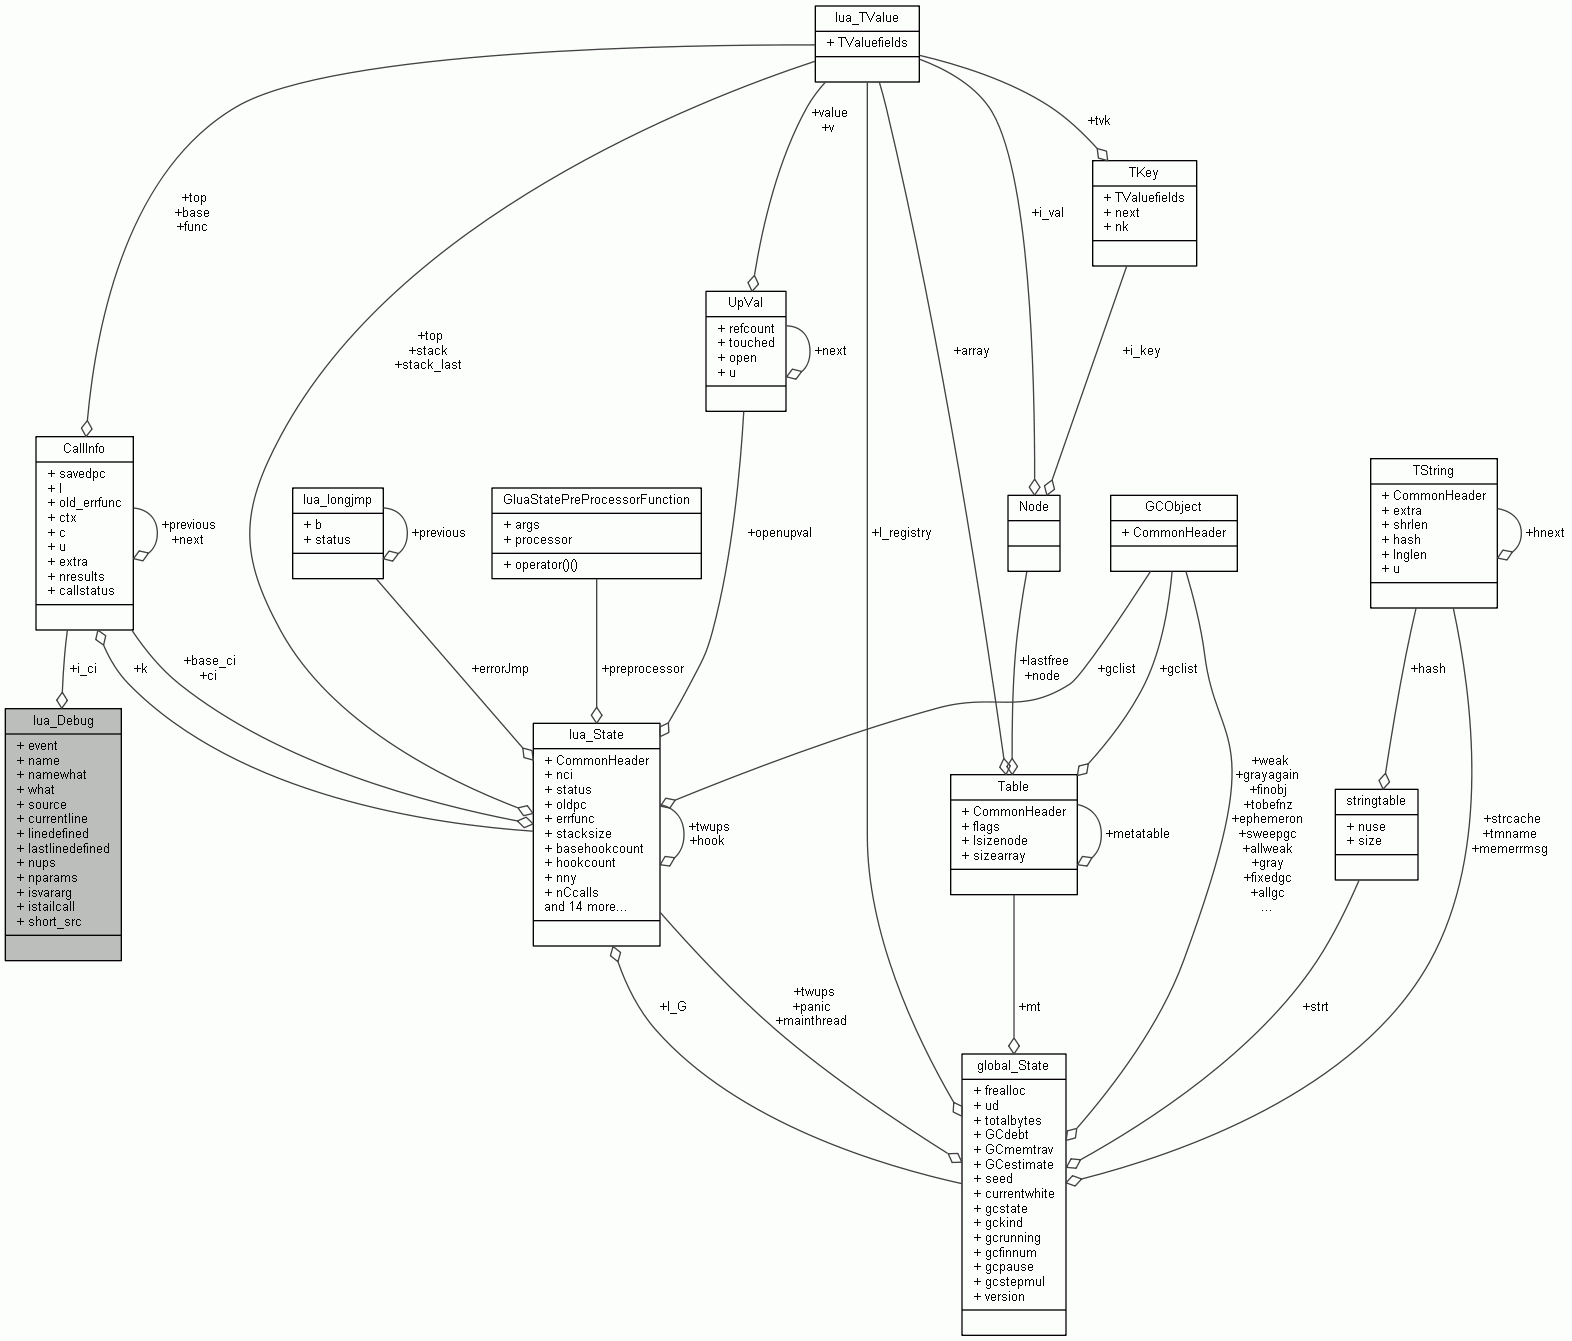 lua_TValue
+ TValuefields
+value
+v
+tvk
TKey
+ TValuefields
+ next
+ nk
+top
+base
+func
+i_val
UpVal
+ refcount
+ touched
+ open
+ u
+next
+top
+stack
+stack_last
+array
+i_key
CallInfo
+ savedpc
+ l
+ old_errfunc
+ ctx
+ c
+ u
+ extra
+ nresults
+ callstatus
+previous
+next
lua_longjmp
+ b
+ status
+previous
GluaStatePreProcessorFunction
+ args
+ processor
+ operator()()
+openupval
+l_registry
Node
GCObject
+ CommonHeader
TString
+ CommonHeader
+ extra
+ shrlen
+ hash
+ lnglen
+ u
+hnext
+i_ci
+k
+base_ci
+ci
+errorJmp
+preprocessor
+lastfree
+node
+gclist
+gclist
+hash
lua_Debug
+ event
+ name
+ namewhat
+ what
+ source
+ currentline
+ linedefined
+ lastlinedefined
+ nups
+ nparams
+ isvararg
+ istailcall
+ short_src
lua_State
+ CommonHeader
+ nci
+ status
+ oldpc
+ errfunc
+ stacksize
+ basehookcount
+ hookcount
+ nny
+ nCcalls
and 14 more...
+twups
+hook
Table
+ CommonHeader
+ flags
+ lsizenode
+ sizearray
+metatable
+weak
+grayagain
+finobj
+tobefnz
+ephemeron
+sweepgc
+allweak
+gray
+fixedgc
+allgc
...
stringtable
+ nuse
+ size
+strcache
+tmname
+memerrmsg
+l_G
+twups
+panic
+mainthread
+mt
+strt
global_State
+ frealloc
+ ud
+ totalbytes
+ GCdebt
+ GCmemtrav
+ GCestimate
+ seed
+ currentwhite
+ gcstate
+ gckind
+ gcrunning
+ gcfinnum
+ gcpause
+ gcstepmul
+ version